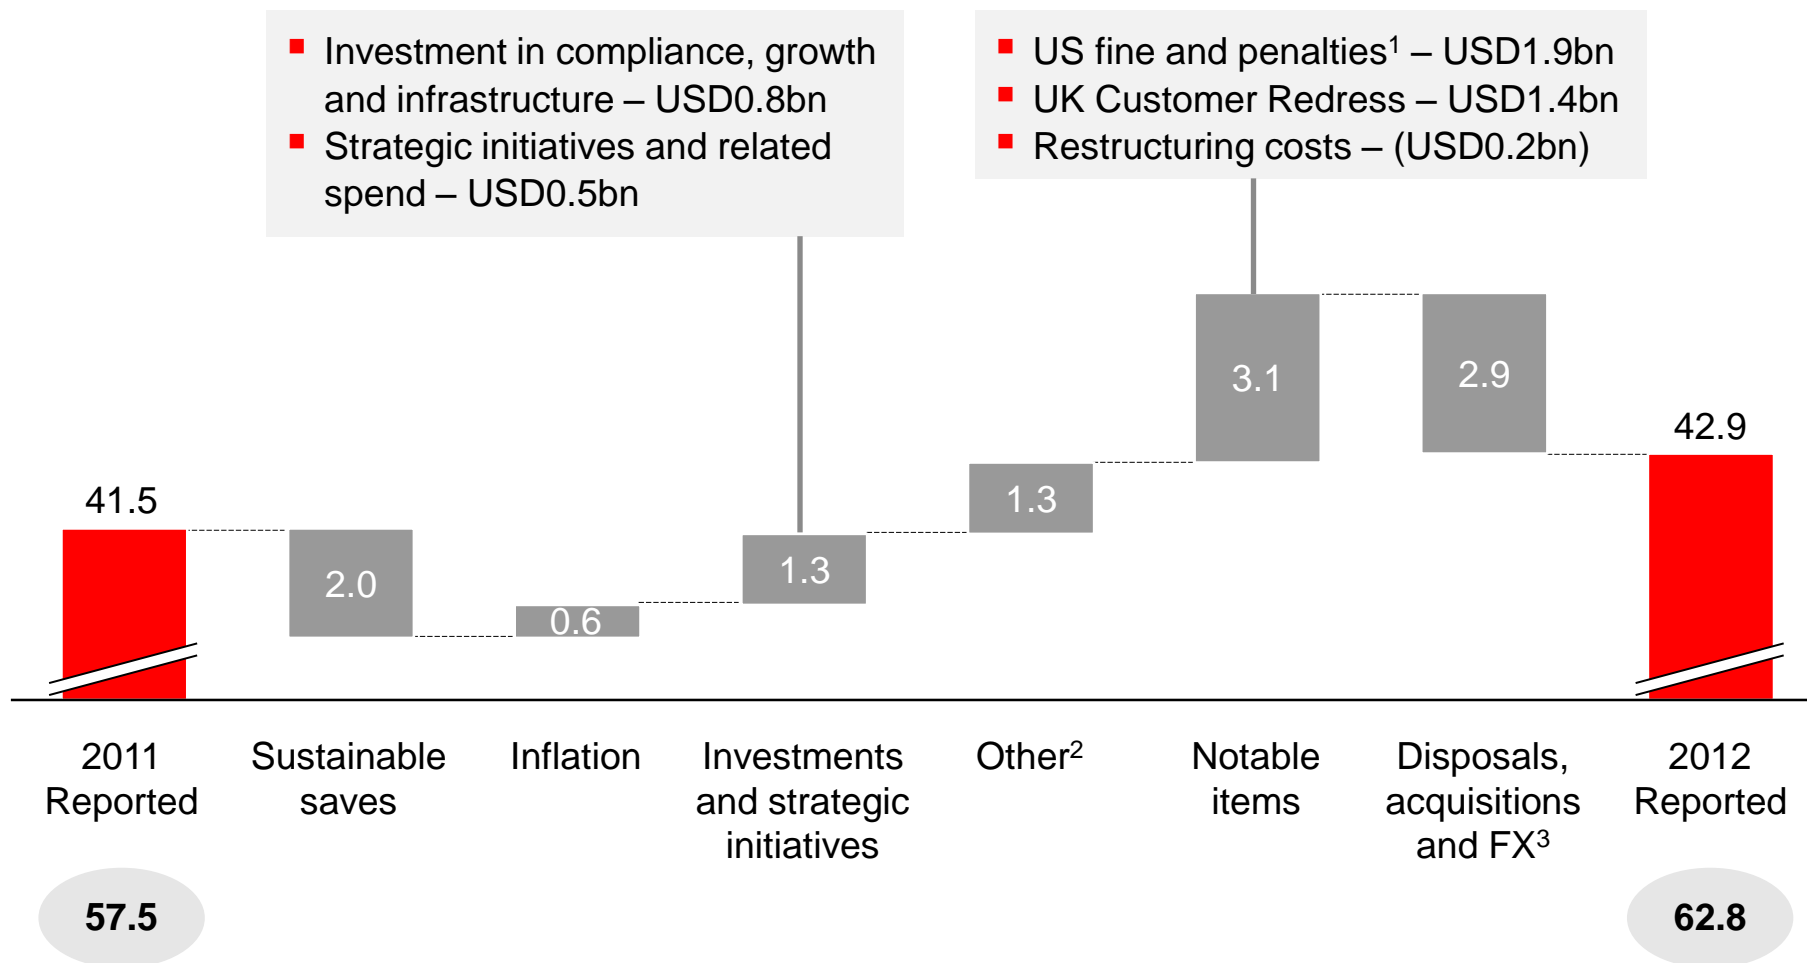 Investment in compliance, growth
and infrastructure – USD0.8bn
Strategic initiatives and related
spend – USD0.5bn
US fine and penalties¹ – USD1.9bn
UK Customer Redress – USD1.4bn
Restructuring costs – (USD0.2bn)
41.5
2.0
0.6
1.3
1.3
3.1
2.9
42.9
2011
Reported
Sustainable
saves
Inflation
Investments
and strategic
initiatives
Other²
Notable
items
Disposals,
acquisitions
and FX³
2012
Reported
57.5
62.8